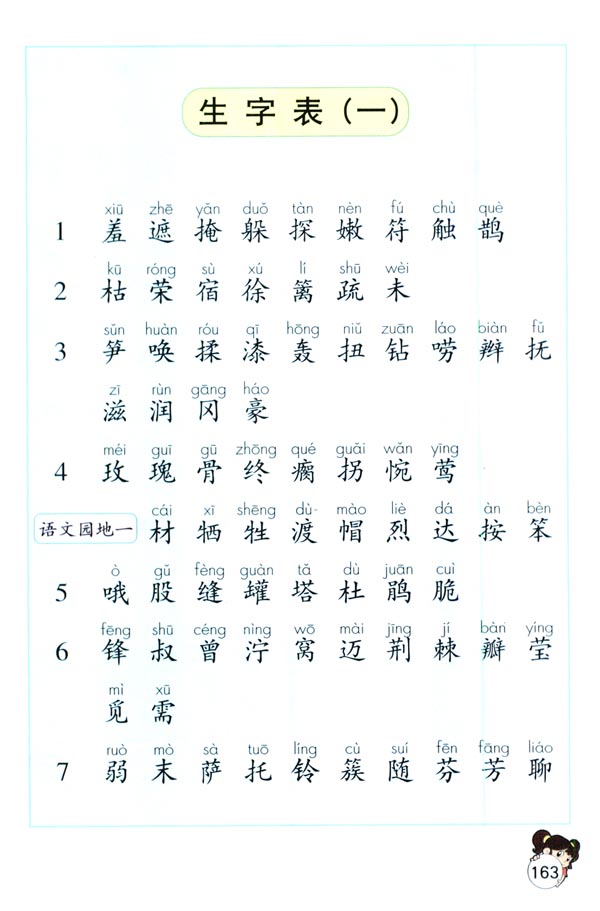 生字表(一)
xiū zhē yǎn duǒ tàn nèn fú chù què
1 羞 遮 掩 躲 探 嫩 符 触 鹊
kū róng sù xú lí shū wèi
2 枯 荣 宿 徐 篱 疏 未
sǔn huàn róu qī hōng niǔ zuān láo biàn fǔ
3 笋 唤 揉 漆 轰 扭 钻 唠 辫 抚
zī rùn gāng háo
滋 润 冈 豪
méi guī gǔ zhōng qué guǎi wǎn yīng
4 玫 瑰 骨 终 瘸 拐 惋 莺
cái xī shēng dù mào liè dá àn bèn
语文园地一 材 牺 牲 渡 帽 烈 达 按 笨
ò gǔ fèng guàn tǎ dù juān cuì
5 哦 股 缝 罐 塔 杜 鹃 脆
fēng shū céng nìng wō mài jīng jí bàn yíng
6 锋 叔 曾 泞 窝 迈 荆 棘 瓣 莹
mì xū
觅 需
ruò mò sà tuō líng cù suí fēn fāng liáo
7 弱 末 萨 托 铃 簇 随 芬 芳 聊
163